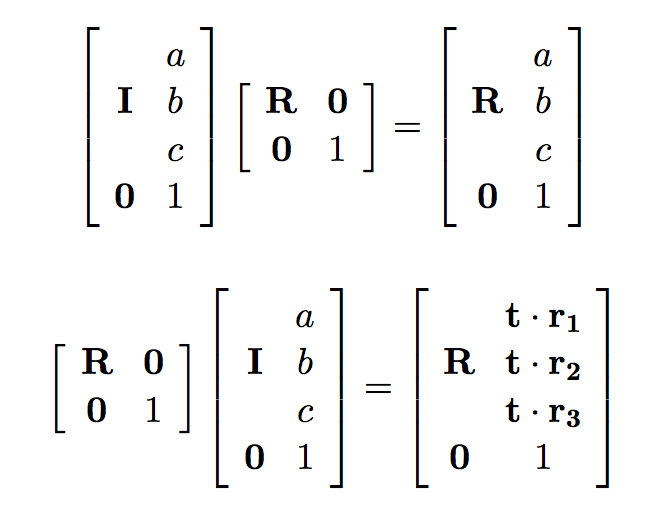 a
I b [ R 0 ] = R b
c [ 0 1 ] c
0 1 0 1
a t · r₁
[ R 0 ] I b = R t · r₂
[ 0 1 ] c t · r₃
0 1 0 1